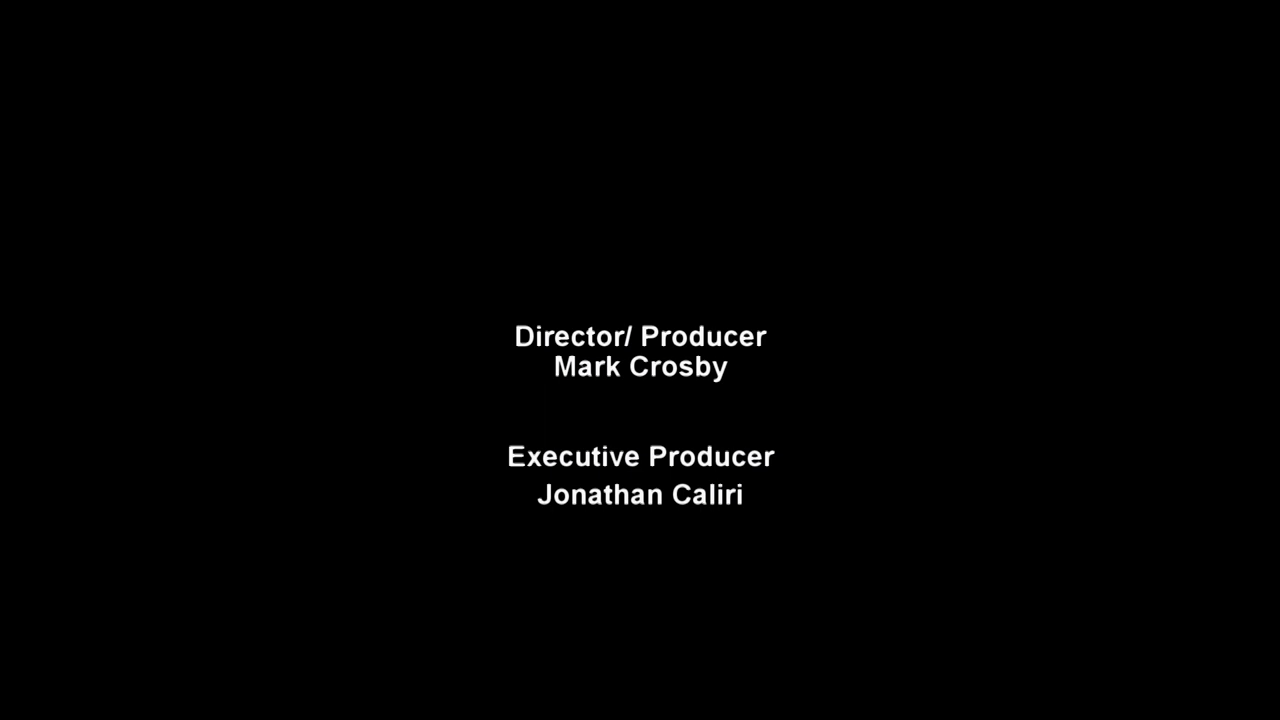 Director/ Producer
Mark Crosby
Executive Producer
Jonathan Caliri